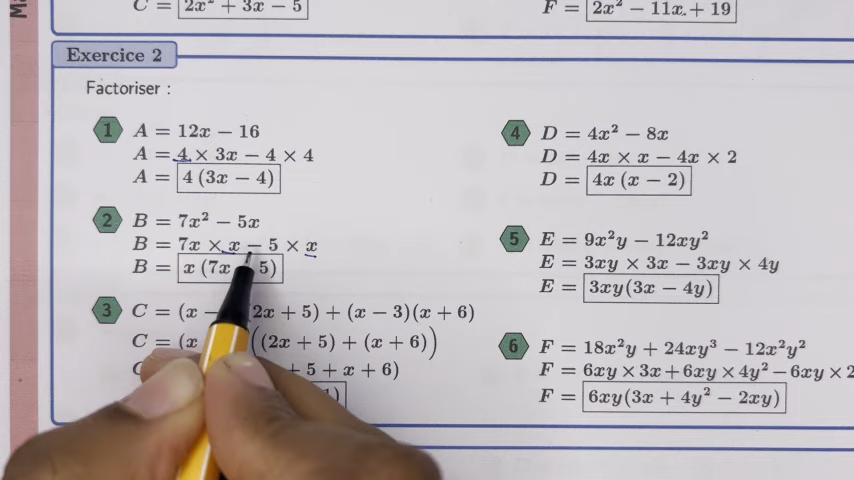 C = 2x² + 3x − 5
F = 2x² − 11x + 19
Exercice 2
Factoriser :
1 A = 12x − 16
A = 4 × 3x − 4 × 4
A = 4 (3x − 4)
2 B = 7x² − 5x
B = 7x × x − 5 × x
B = x (7x 5)
3 C = (x − 2x + 5) + (x − 3)(x + 6)
C = (x ((2x + 5) + (x + 6))
+ 5 + x + 6)
4 D = 4x² − 8x
D = 4x × x − 4x × 2
D = 4x (x − 2)
5 E = 9x²y − 12xy²
E = 3xy × 3x − 3xy × 4y
E = 3xy(3x − 4y)
6 F = 18x²y + 24xy³ − 12x²y²
F = 6xy × 3x + 6xy × 4y² − 6xy × 2
F = 6xy(3x + 4y² − 2xy)